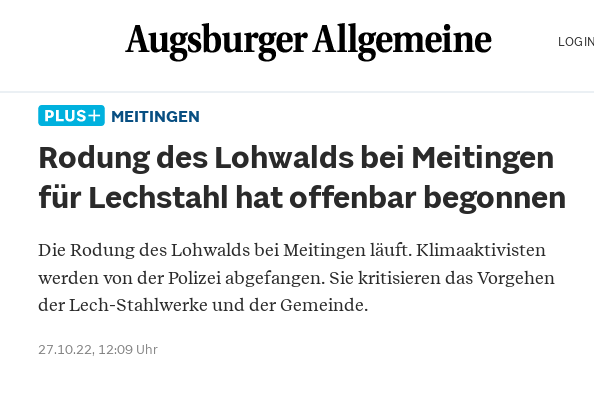 Augsburger Allgemeine
LOGIN
PLUS+ MEITINGEN
Rodung des Lohwalds bei Meitingen
für Lechstahl hat offenbar begonnen
Die Rodung des Lohwalds bei Meitingen läuft. Klimaaktivisten
werden von der Polizei abgefangen. Sie kritisieren das Vorgehen
der Lech-Stahlwerke und der Gemeinde.
27.10.22, 12:09 Uhr